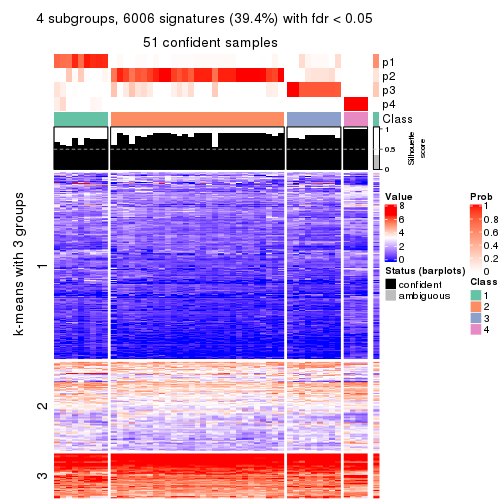 4 subgroups, 6006 signatures (39.4%) with fdr < 0.05
51 confident samples
p1
p2
p3
p4
Class
1
0.5
0
Silhouette
score
k-means with 3 groups
1
2
3
Value
8
6
4
2
0
Status (barplots)
confident
ambiguous
Prob
1
0.8
0.6
0.4
0.2
0
Class
1
2
3
4